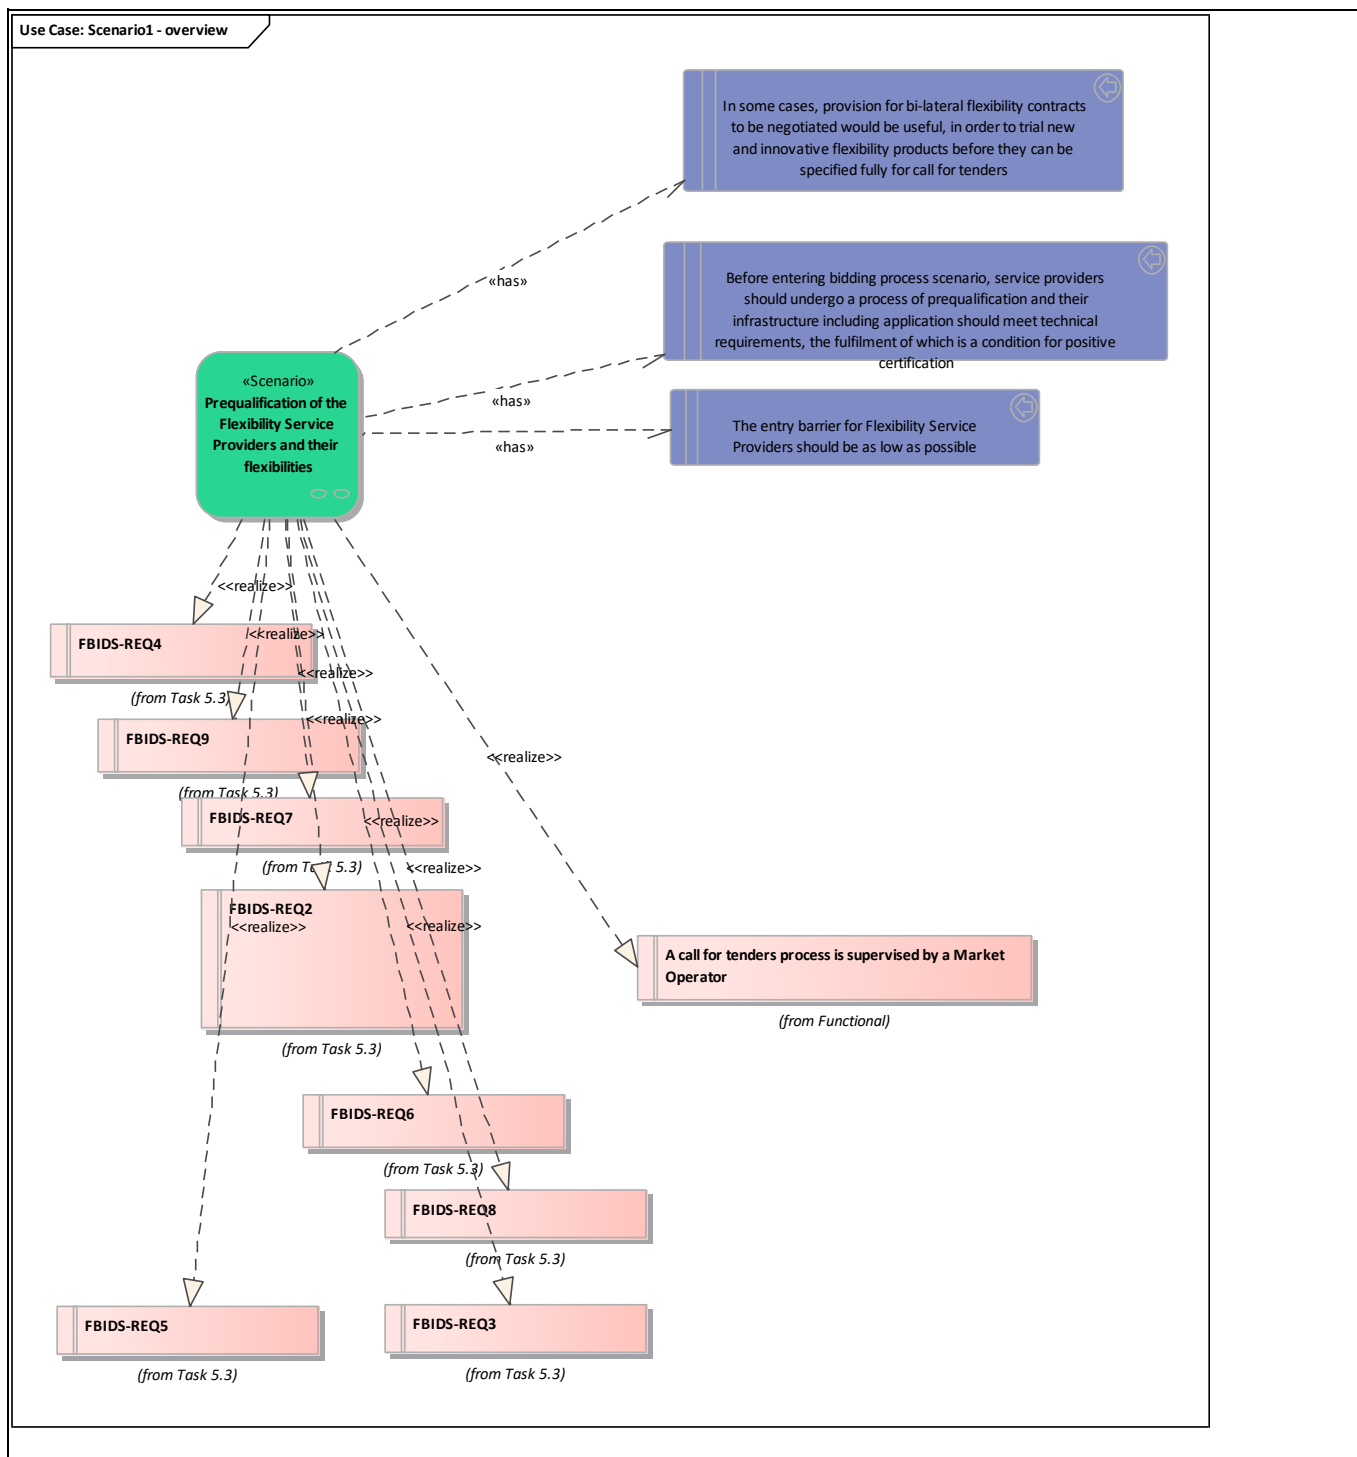 Use Case: Scenario1 - overview
In some cases, provision for bi-lateral flexibility contracts
to be negotiated would be useful, in order to trial new
and innovative flexibility products before they can be
specified fully for call for tenders
«has»
Before entering bidding process scenario, service providers
should undergo a process of prequalification and their
infrastructure including application should meet technical
requirements, the fulfilment of which is a condition for positive
certification
«has»
The entry barrier for Flexibility Service
Providers should be as low as possible
«has»
«Scenario»
Prequalification of the
Flexibility Service
Providers and their
flexibilities
<<realize>>
FBIDS-REQ4
<<realize>>
(from Task 5.3)
<<realize>>
<<realize>>
FBIDS-REQ9
<<realize>>
(from Task 5.3)
FBIDS-REQ7
<<realize>>
(from Task 5.3)
<<realize>>
FBIDS-REQ2
<<realize>>
<<realize>>
(from Task 5.3)
A call for tenders process is supervised by a Market
Operator
(from Functional)
FBIDS-REQ6
(from Task 5.3)
FBIDS-REQ8
(from Task 5.3)
FBIDS-REQ5
(from Task 5.3)
FBIDS-REQ3
(from Task 5.3)